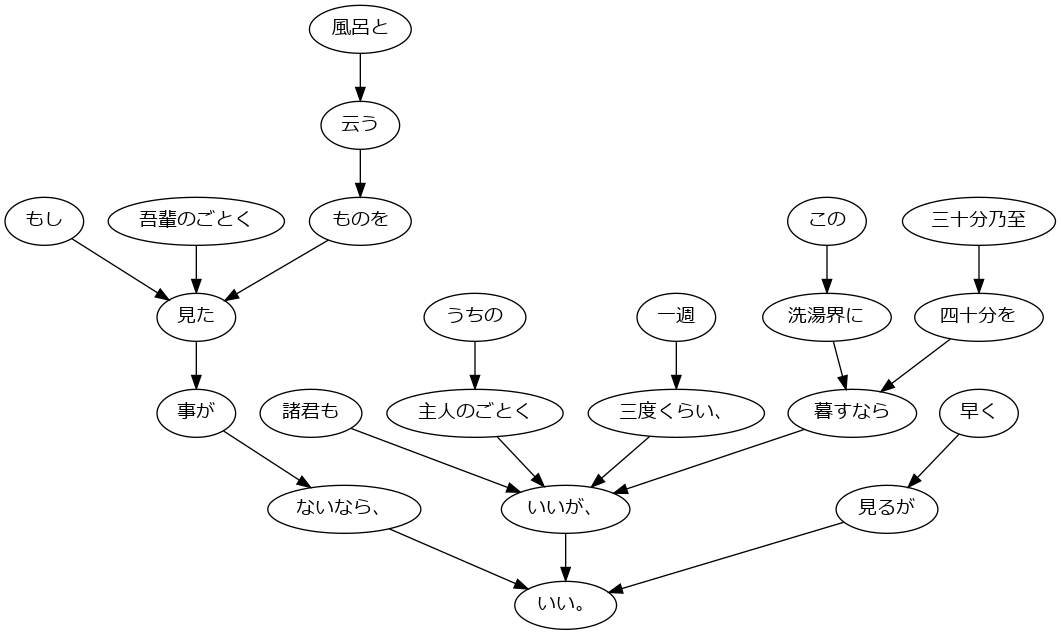 風呂と
云う
もし
吾輩のごとく
ものを
この
三十分乃至
見た
うちの
一週
洗湯界に
四十分を
事が
諸君も
主人のごとく
三度くらい、
暮すなら
早く
ないなら、
いいが、
見るが
いい。